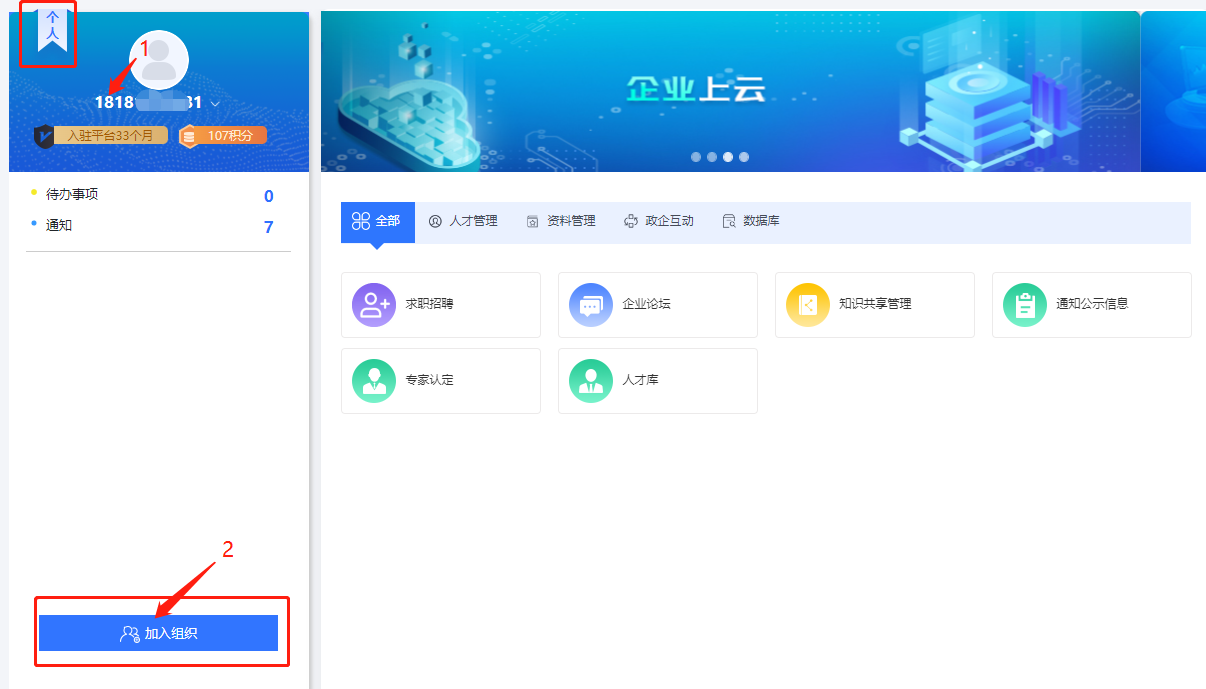 个
人
1
1818 31
入驻平台33个月
107积分
待办事项 0
通知 7
2
加入组织
企业上云
全部
人才管理
资料管理
政企互动
数据库
求职招聘
企业论坛
知识共享管理
通知公示信息
专家认定
人才库